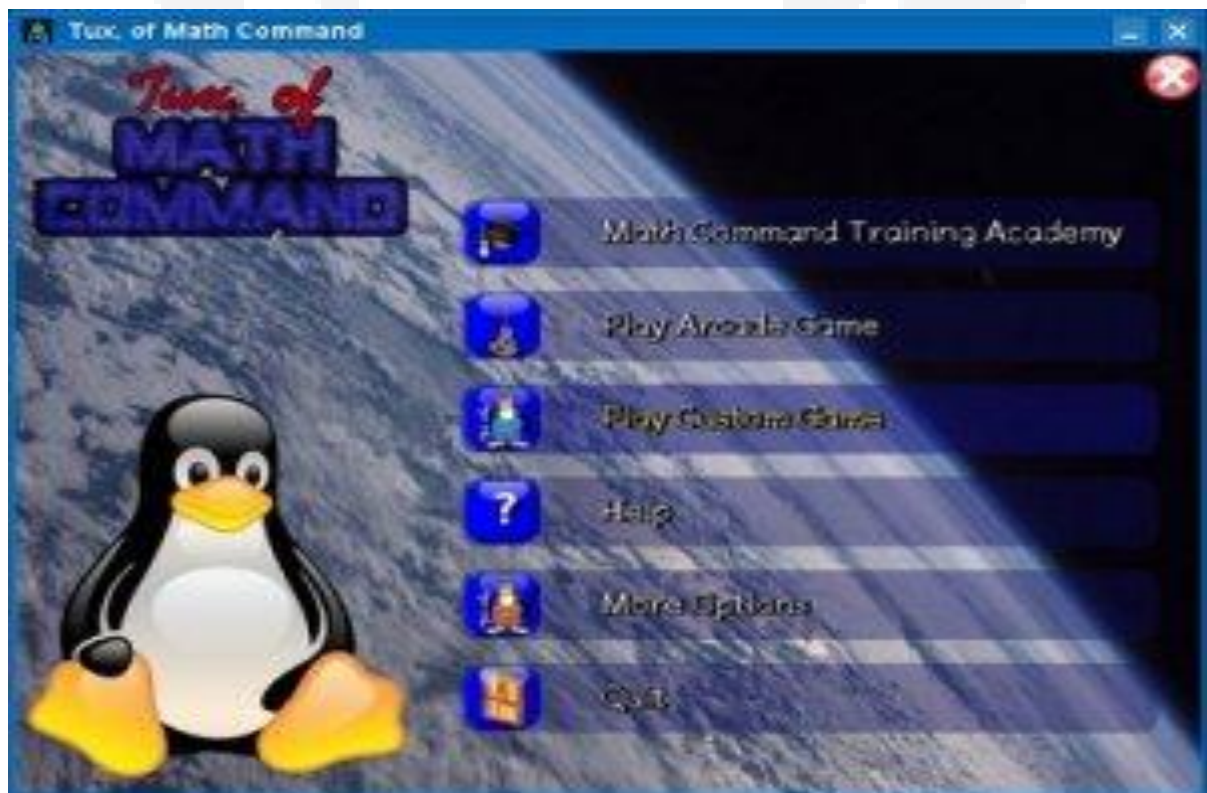 Tux, of Math Command
Tux, of
MATH
COMMAND
Math Command Training Academy
Play Arcade Game
Play Custom Game
?
Help
More Options
Quit